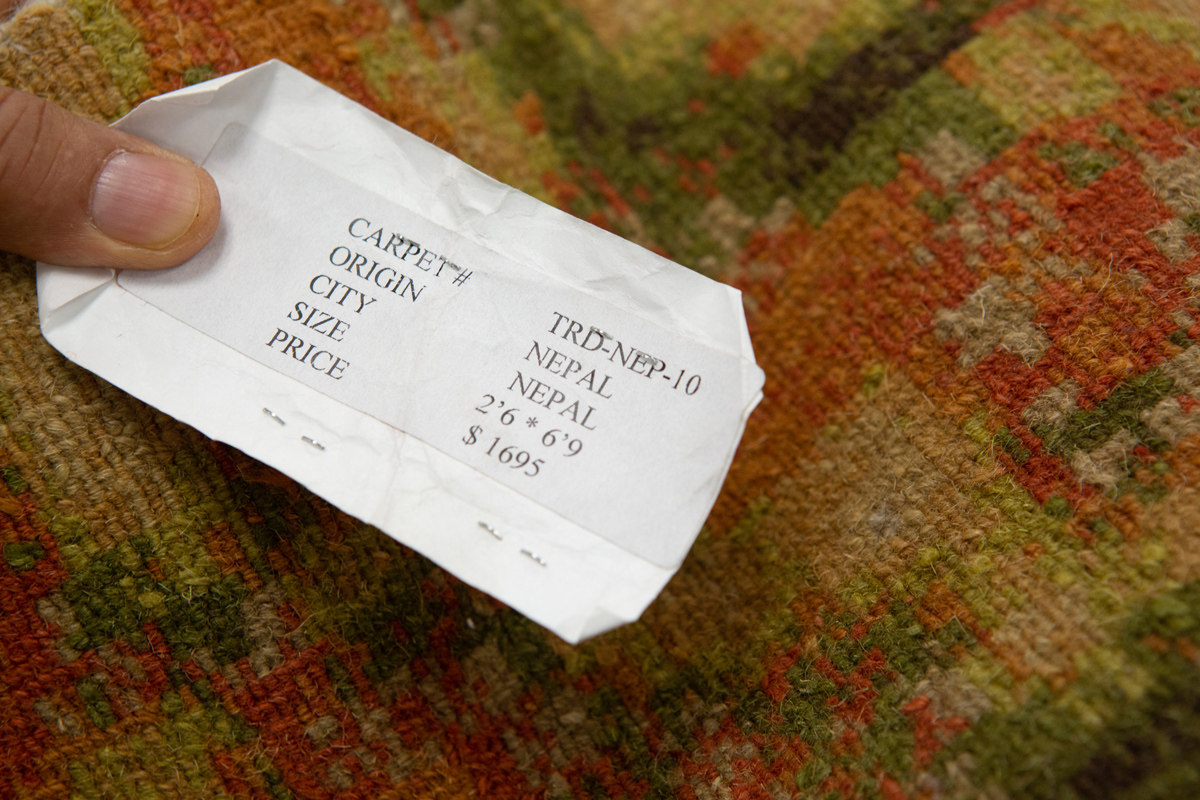 CARPET # TRD-NEP-10
ORIGIN NEPAL
CITY NEPAL
SIZE 2'6 * 6'9
PRICE $ 1695